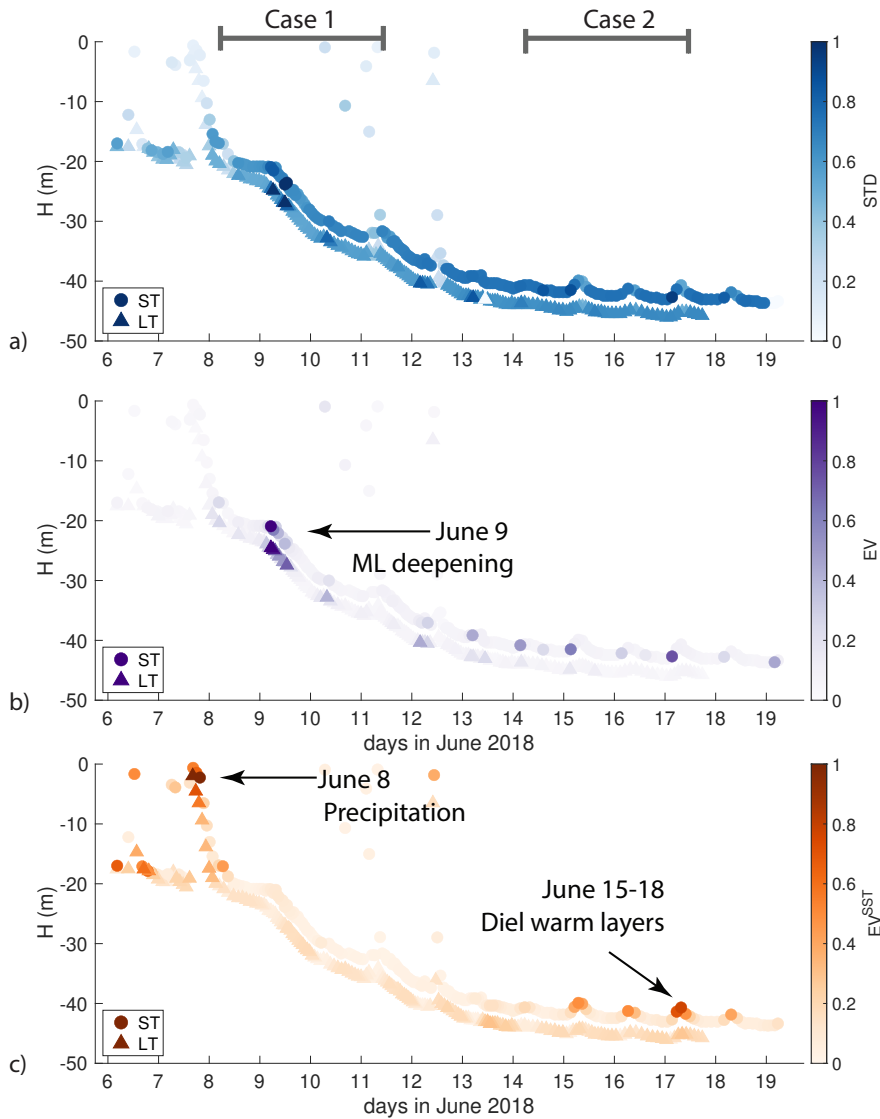 Case 1
Case 2
0
-10
-20
-30
-40
-50
H (m)
ST
LT
a)
6 7 8 9 10 11 12 13 14 15 16 17 18 19
1
0.8
0.6
0.4
0.2
0
STD
0
-10
-20
-30
-40
-50
H (m)
June 9
ML deepening
ST
LT
b)
6 7 8 9 10 11 12 13 14 15 16 17 18 19
days in June 2018
1
0.8
0.6
0.4
0.2
0
EV
0
-10
-20
-30
-40
-50
H (m)
June 8
Precipitation
June 15-18
Diel warm layers
ST
LT
c)
6 7 8 9 10 11 12 13 14 15 16 17 18 19
days in June 2018
1
0.8
0.6
0.4
0.2
0
EV^SST